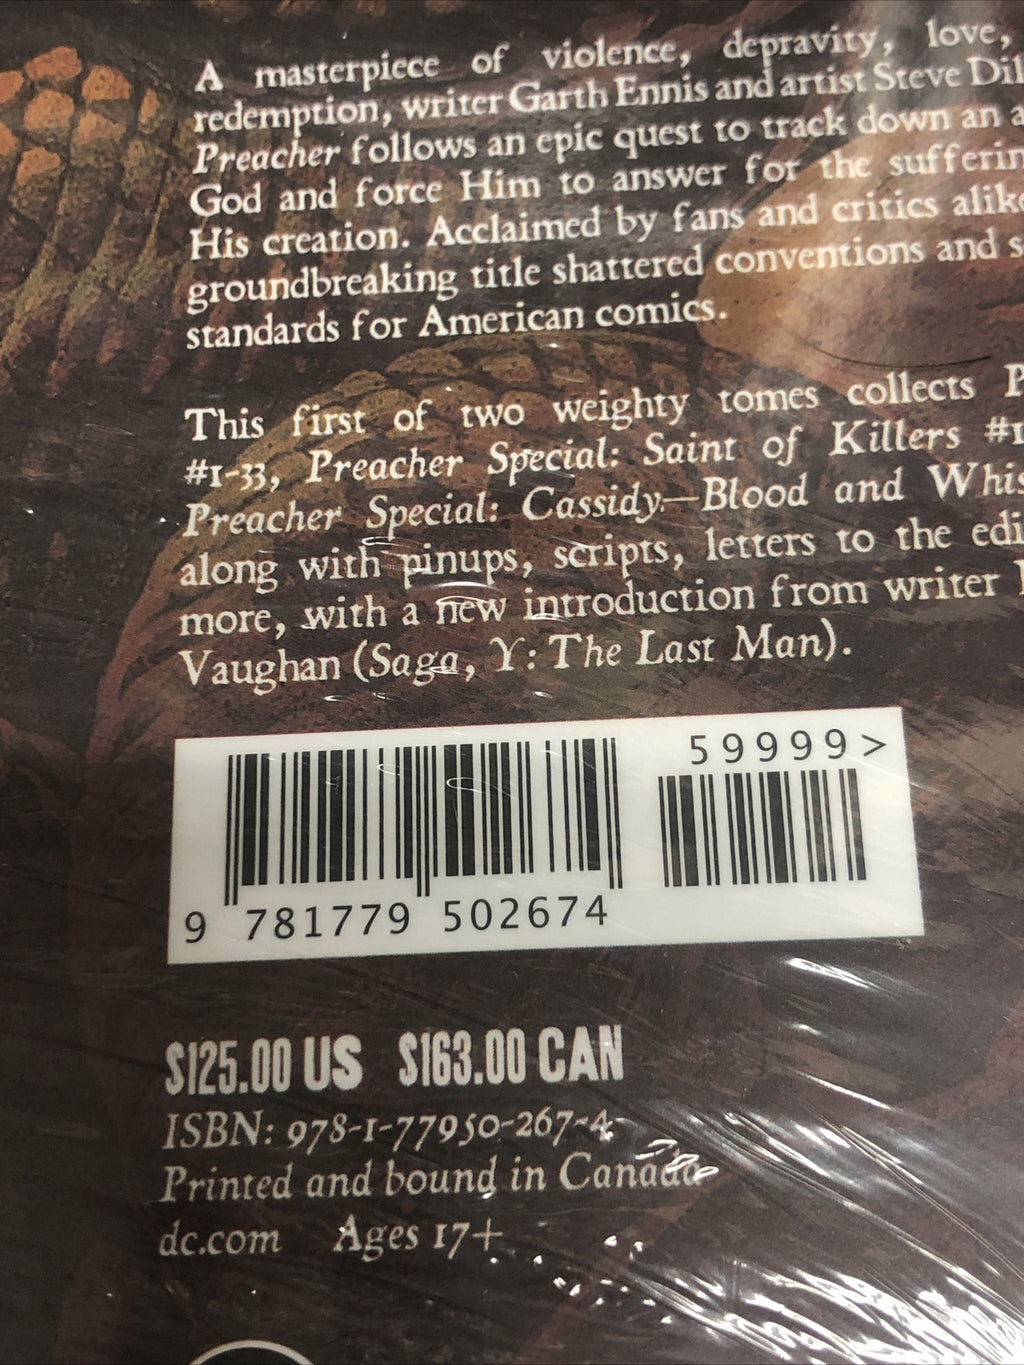 A masterpiece of violence, depravity, love,
redemption, writer Garth Ennis and artist Steve Dil
Preacher follows an epic quest to track down an a
God and force Him to answer for the sufferin
His creation. Acclaimed by fans and critics alike
groundbreaking title shattered conventions and s
standards for American comics.
This first of two weighty tomes collects P
#1-33, Preacher Special: Saint of Killers #1
Preacher Special: Cassidy—Blood and Whis
along with pinups, scripts, letters to the edi
more, with a new introduction from writer
Vaughan (Saga, Y: The Last Man).
59999>
9 781779 502674
$125.00 US $163.00 CAN
ISBN: 978-1-77950-267-4
Printed and bound in Canada
dc.com Ages 17+